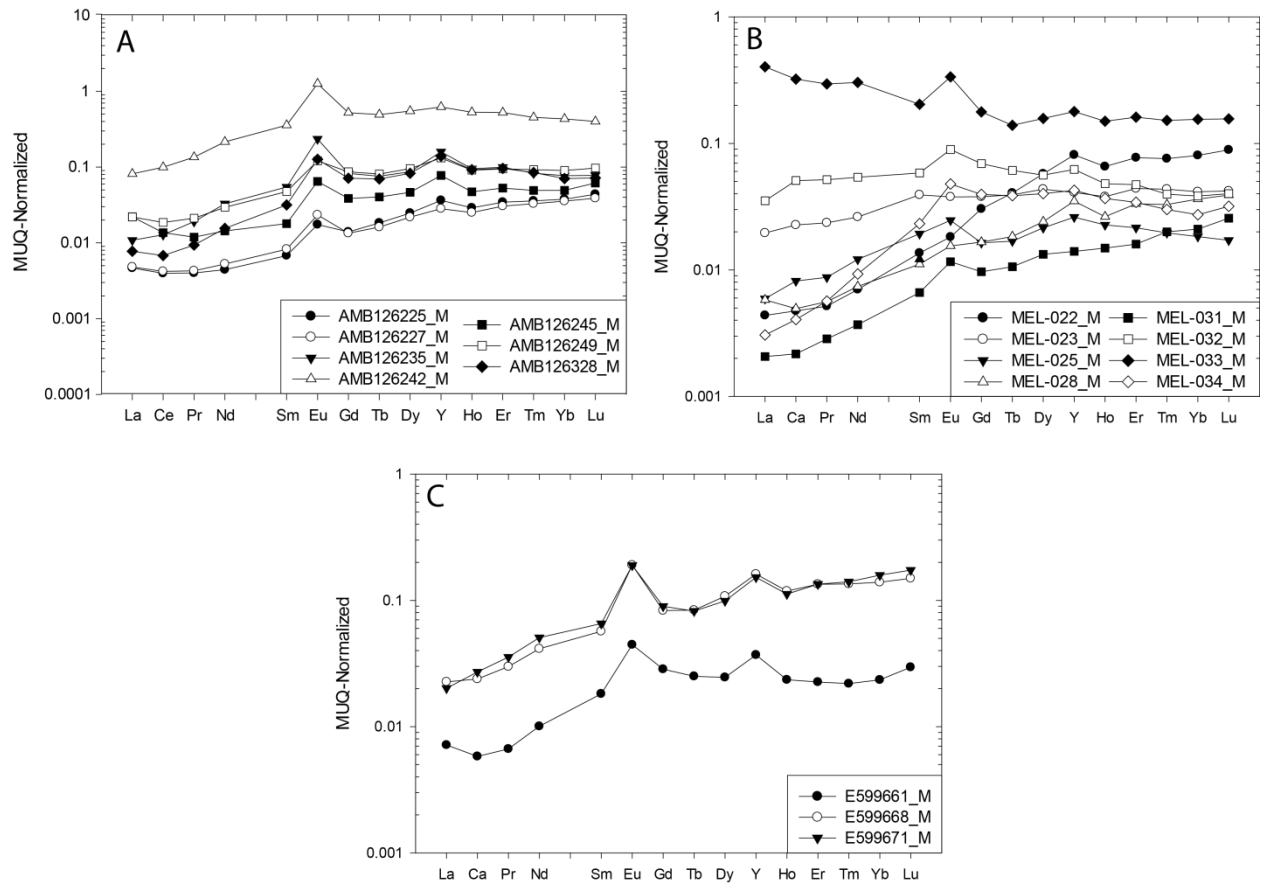 A
MUQ-Normalized
10
1
0.1
0.01
0.001
0.0001
La Ce Pr Nd Sm Eu Gd Tb Dy Y Ho Er Tm Yb Lu
AMB126225_M
AMB126227_M
AMB126235_M
AMB126242_M
AMB126245_M
AMB126249_M
AMB126328_M
B
MUQ-Normalized
1
0.1
0.01
0.001
La Ca Pr Nd Sm Eu Gd Tb Dy Y Ho Er Tm Yb Lu
MEL-022_M
MEL-023_M
MEL-025_M
MEL-028_M
MEL-031_M
MEL-032_M
MEL-033_M
MEL-034_M
C
MUQ-Normalized
1
0.1
0.01
0.001
La Ca Pr Nd Sm Eu Gd Tb Dy Y Ho Er Tm Yb Lu
E599661_M
E599668_M
E599671_M